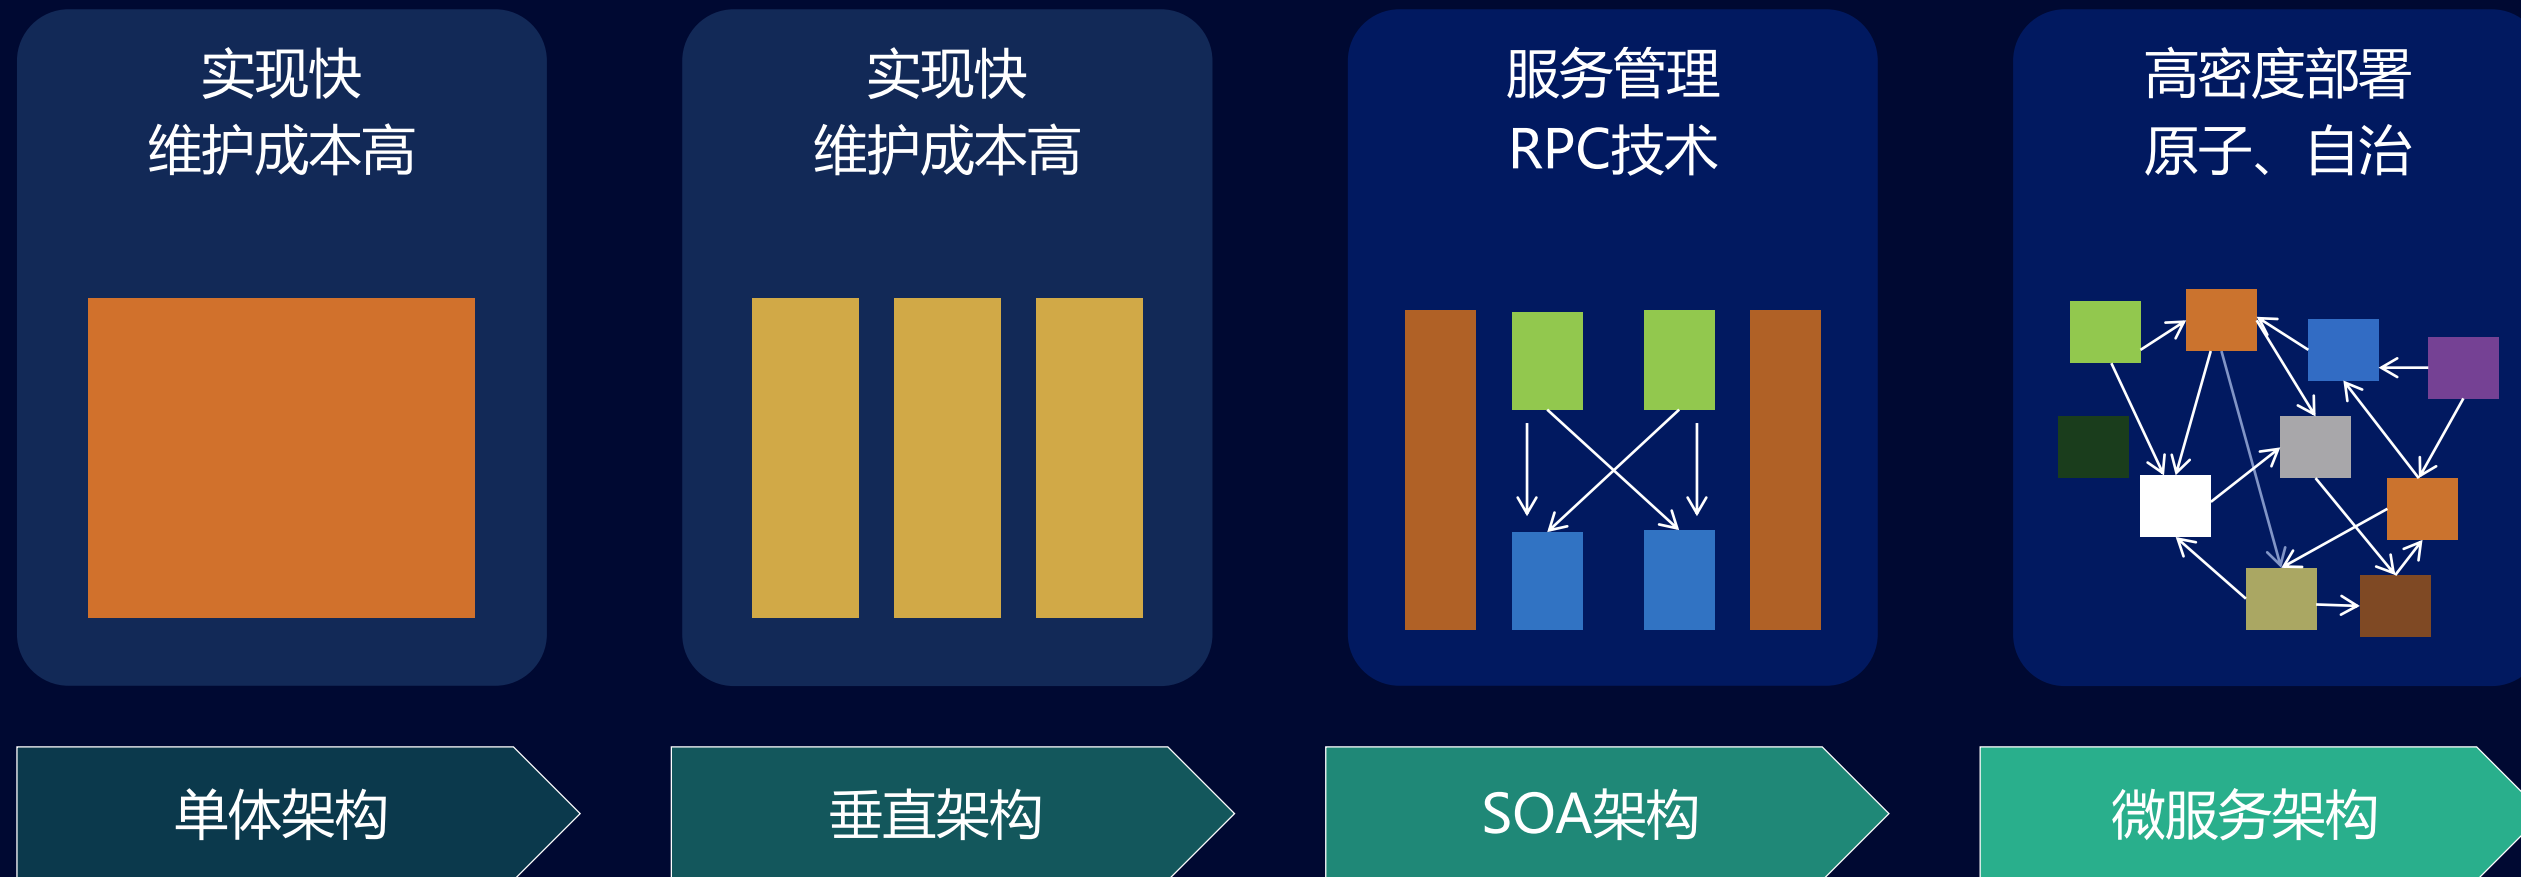 实现快
维护成本高
实现快
维护成本高
服务管理
RPC技术
高密度部署
原子、自治
单体架构
垂直架构
SOA架构
微服务架构